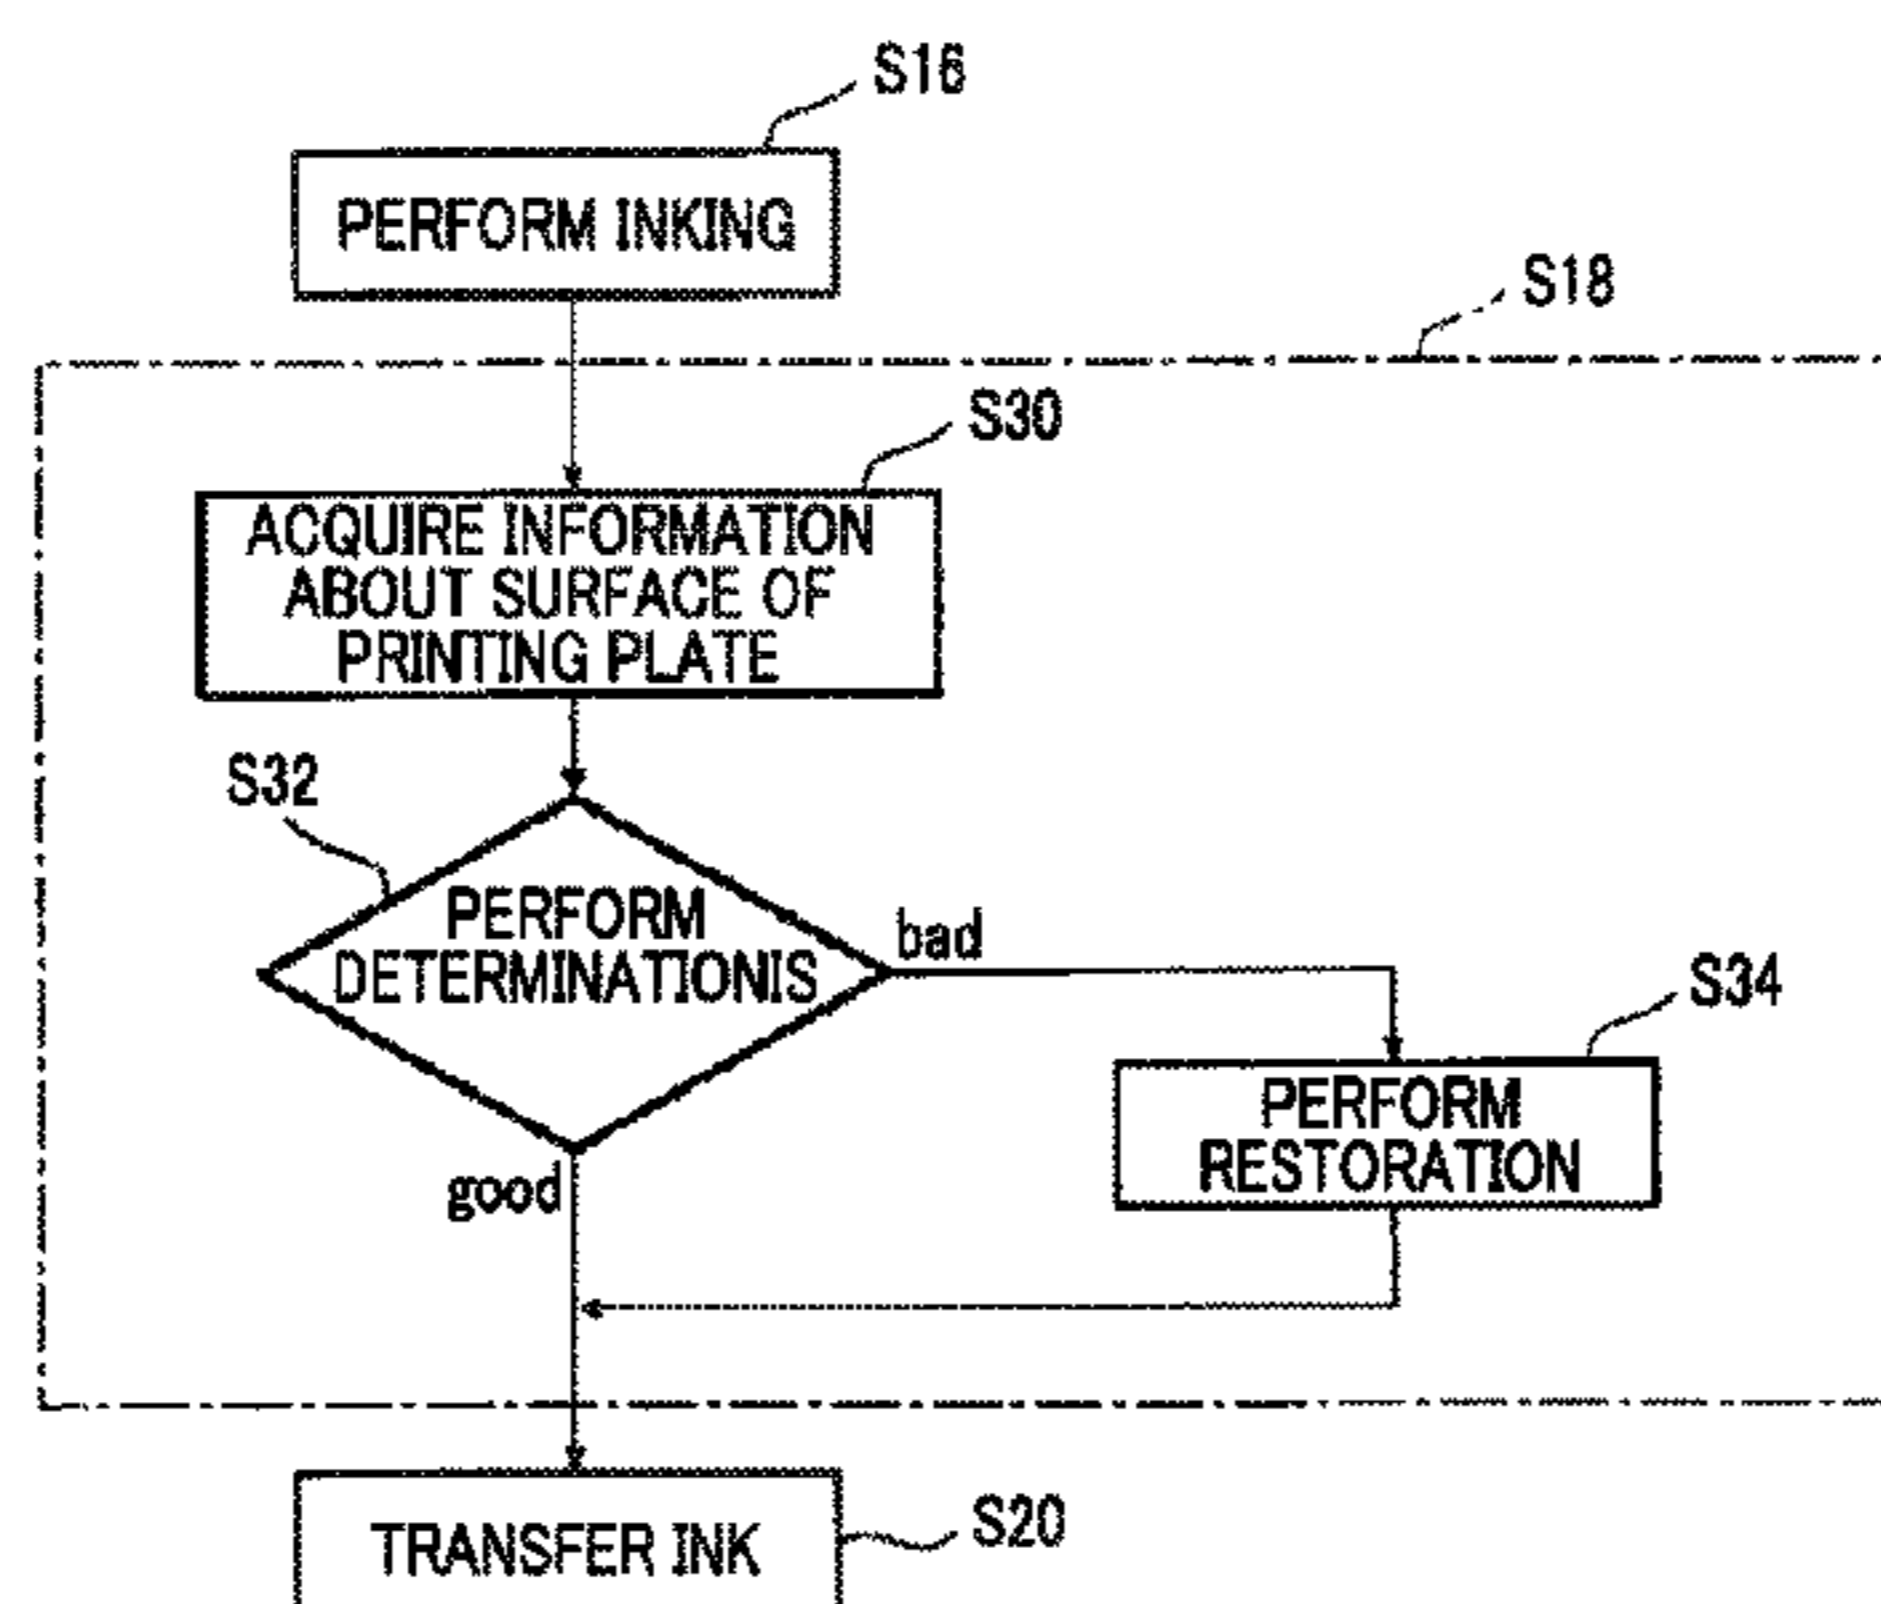 S16
PERFORM INKING
S18
S30
ACQUIRE INFORMATION
ABOUT SURFACE OF
PRINTING PLATE
S32
PERFORM
DETERMINATIONIS
bad
S34
PERFORM
RESTORATION
good
TRANSFER INK
S20